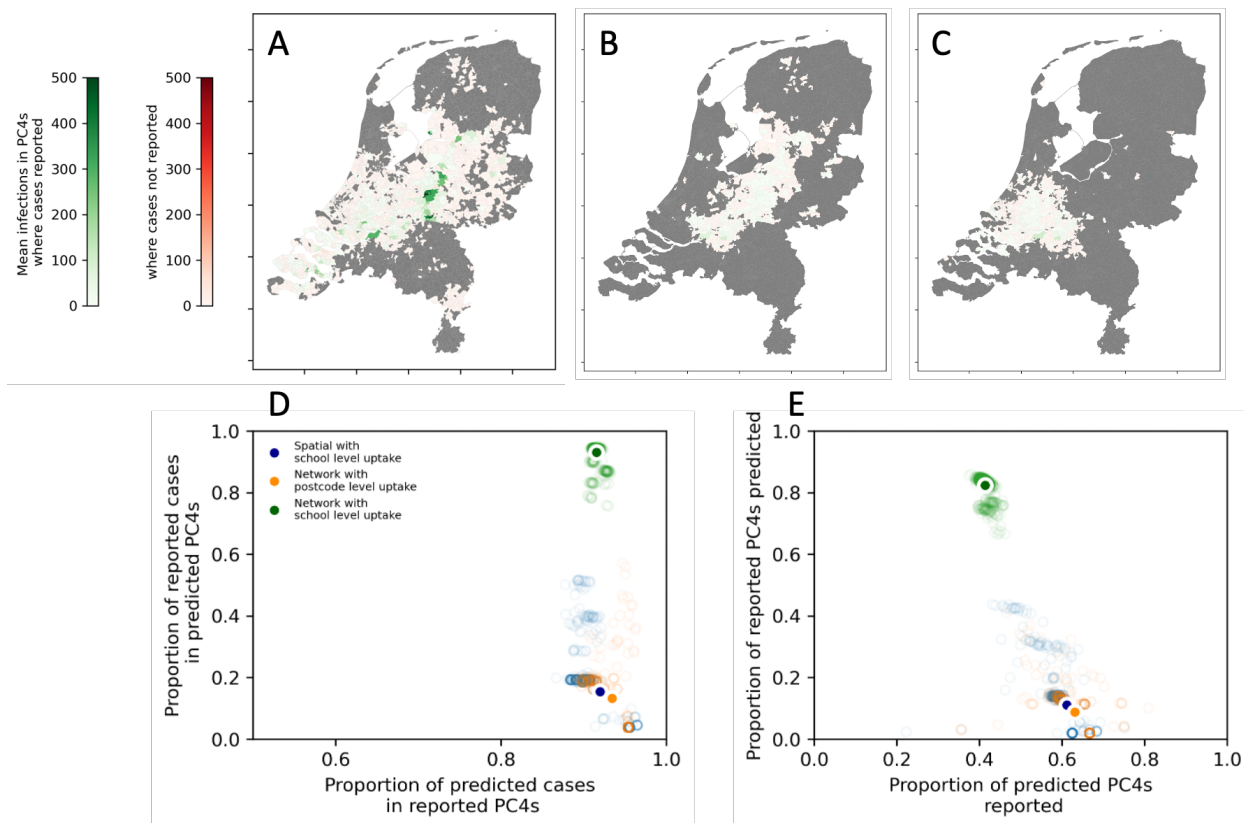 A
B
C
500
400
300
200
100
0
Mean infections in PC4s
where cases reported
500
400
300
200
100
0
where cases not reported
D
1.0
0.8
0.6
0.4
0.2
0.0
0.6
0.8
1.0
Proportion of reported cases
in predicted PC4s
Spatial with
school level uptake
Network with
postcode level uptake
Network with
school level uptake
Proportion of predicted cases
in reported PC4s
E
1.0
0.8
0.6
0.4
0.2
0.0
0.0
0.2
0.4
0.6
0.8
1.0
Proportion of reported PC4s predicted
Proportion of predicted PC4s
reported